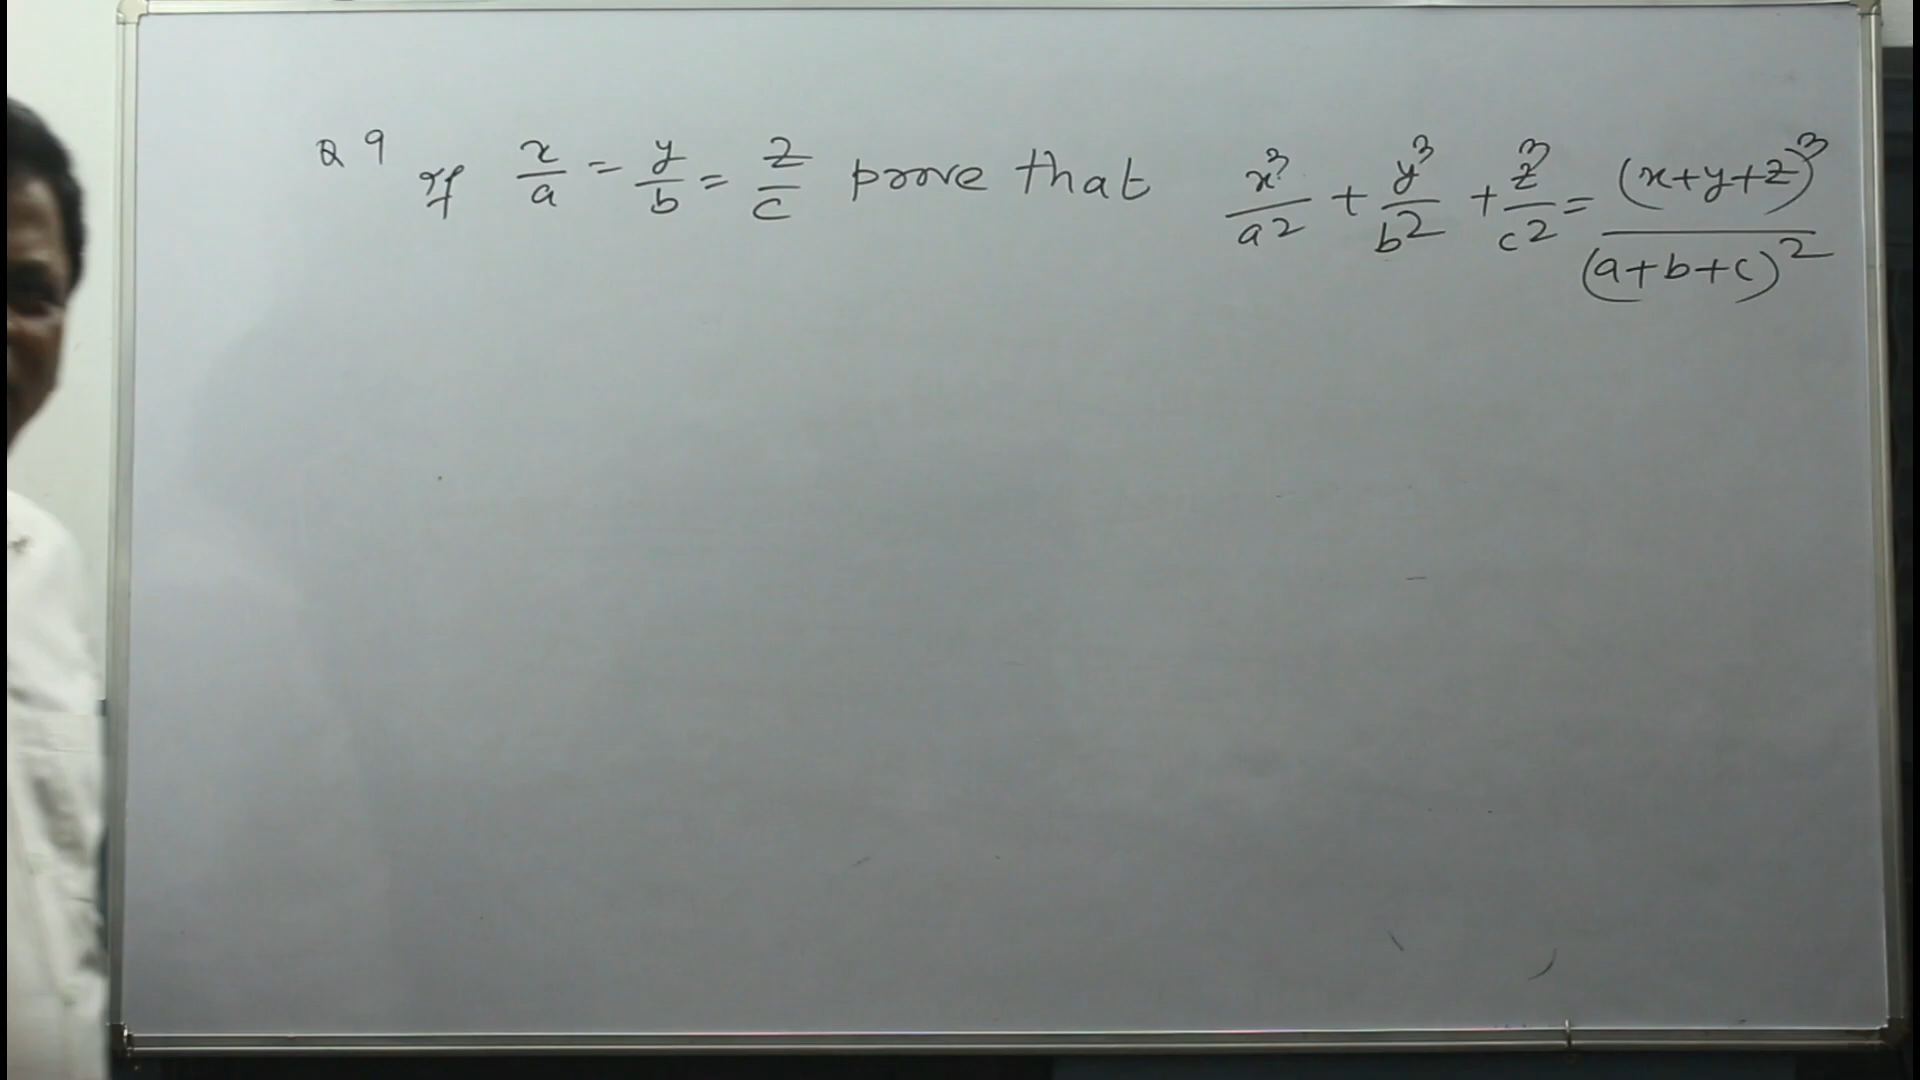 Q 9 If x/a = y/b = z/c prove that x³/a² + y³/b² + z³/c² = (x+y+z)³/(a+b+c)²